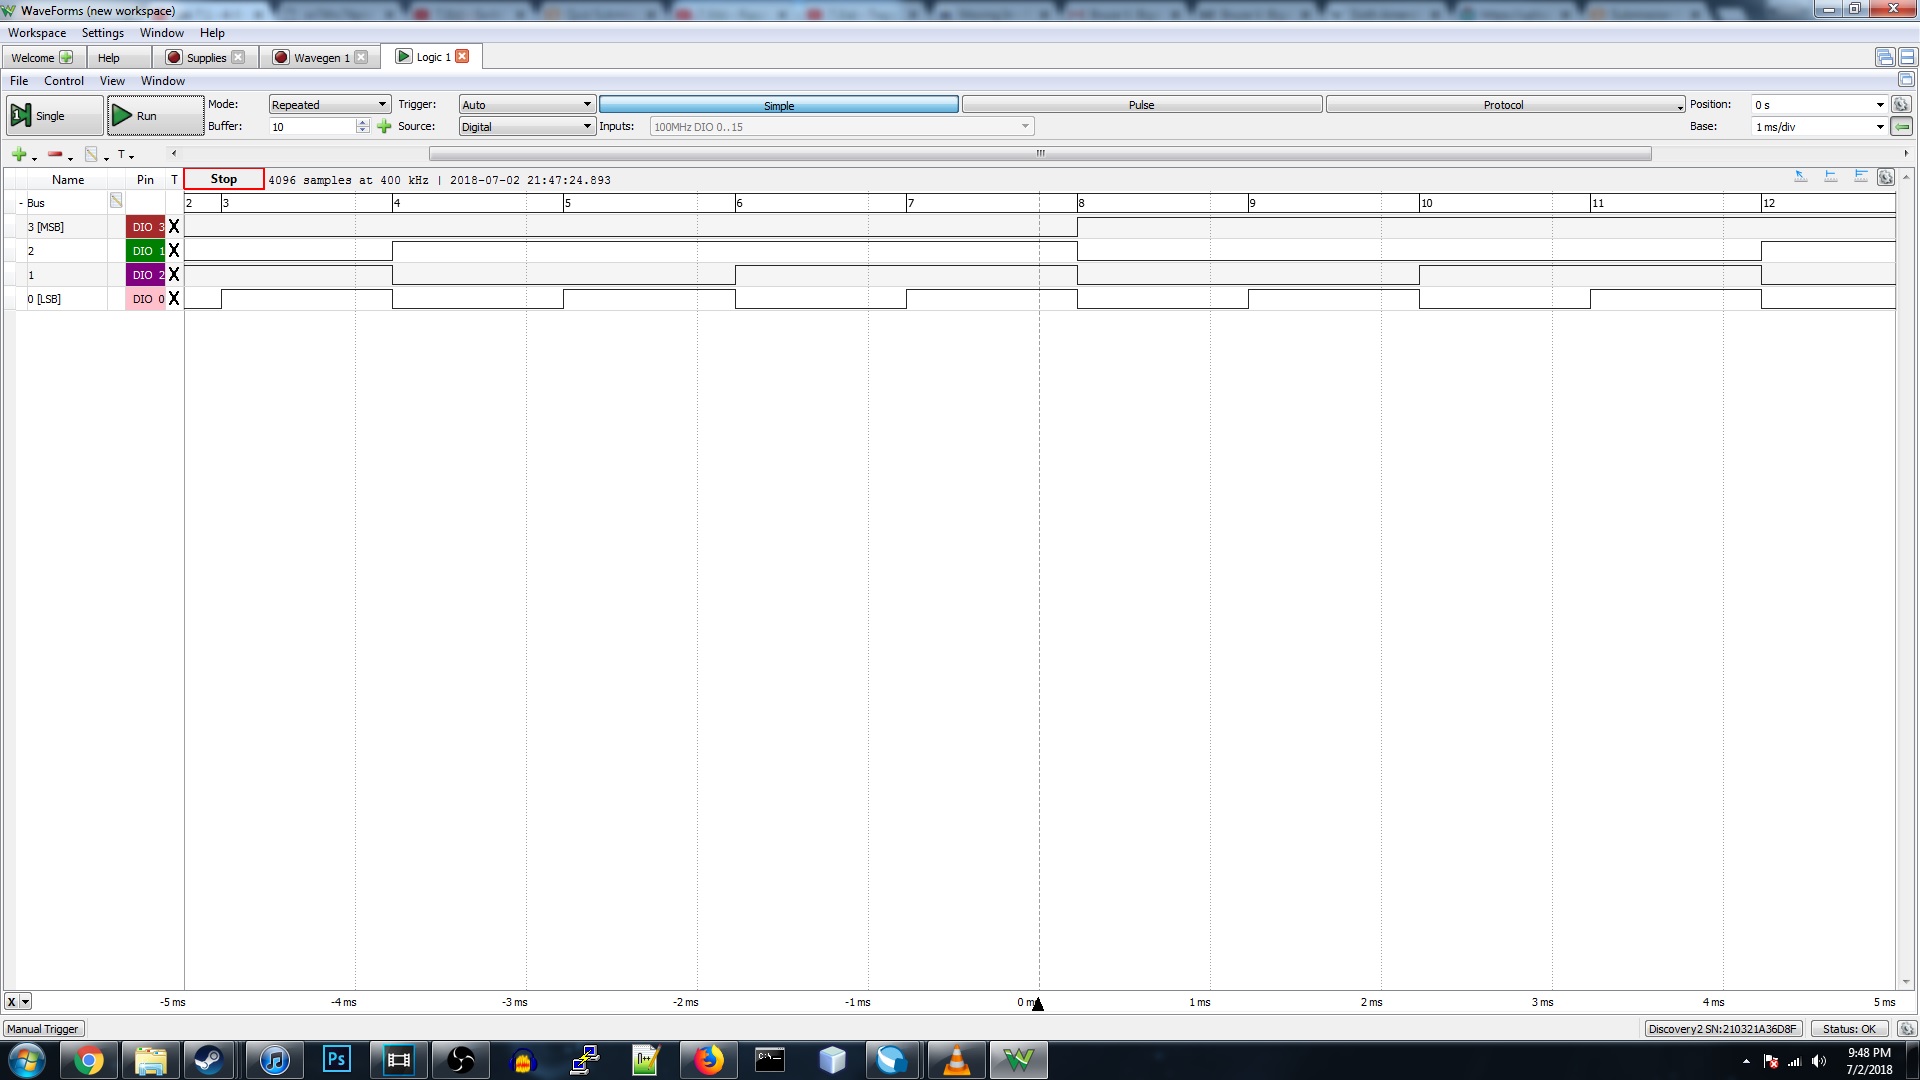 WaveForms (new workspace)
Workspace Settings Window Help
Welcome Help Supplies Wavegen 1 Logic 1
File Control View Window
Single Run Mode: Repeated Trigger: Auto Simple Pulse Protocol Position: 0 s
Buffer: 10 Source: Digital Inputs: 100MHz DIO 0..15 Base: 1 ms/div
T
Name Pin T Stop 4096 samples at 400 kHz | 2018-07-02 21:47:24.893
- Bus 2 3 4 5 6 7 8 9 10 11 12
3 [MSB] DIO 3 X
2 DIO 1 X
1 DIO 2 X
0 [LSB] DIO 0 X
X -5 ms -4 ms -3 ms -2 ms -1 ms 0 m 1 ms 2 ms 3 ms 4 ms 5 ms
Manual Trigger Discovery2 SN:210321A36D8F Status: OK
Ps
C:\_
9:48 PM
7/2/2018